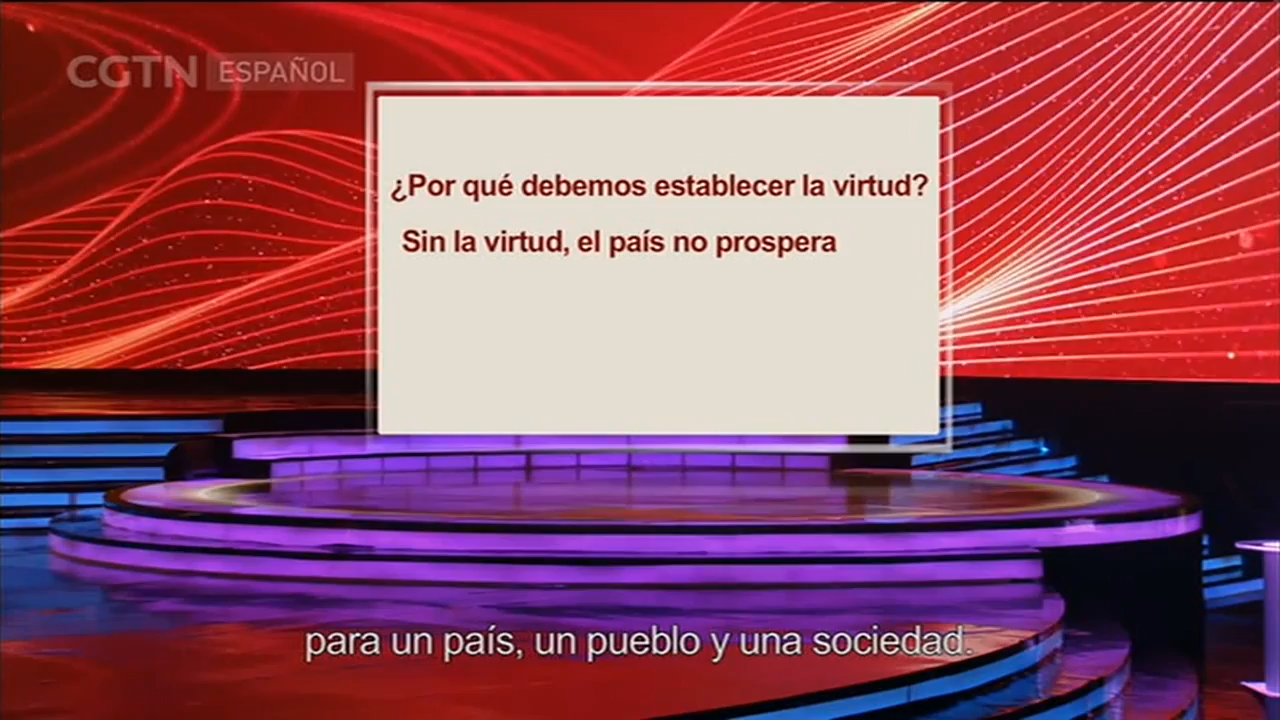 CGTN ESPAÑOL
¿Por qué debemos establecer la virtud?
Sin la virtud, el país no prospera
para un país, un pueblo y una sociedad.